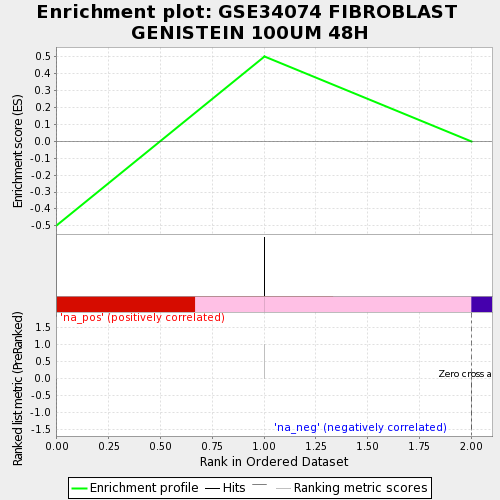 Enrichment plot: GSE34074 FIBROBLAST
GENISTEIN 100UM 48H
Enrichment score (ES)
0.5
0.4
0.3
0.2
0.1
0.0
-0.1
-0.2
-0.3
-0.4
-0.5
'na_pos' (positively correlated)
Ranked list metric (PreRanked)
1.5
1.0
0.5
0.0
-0.5
-1.0
-1.5
Zero cross a
'na_neg' (negatively correlated)
0.00 0.25 0.50 0.75 1.00 1.25 1.50 1.75 2.00
Rank in Ordered Dataset
Enrichment profile Hits Ranking metric scores